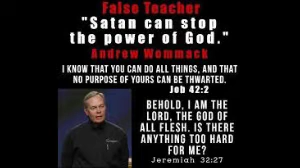 False Teacher
"Satan can stop
the power of God."
Andrew Wommack
I KNOW THAT YOU CAN DO ALL THINGS, AND THAT
NO PURPOSE OF YOURS CAN BE THWARTED.
Job 42:2
BEHOLD, I AM THE
LORD, THE GOD OF
ALL FLESH. IS THERE
ANYTHING TOO HARD
FOR ME?
Jeremiah 32:27